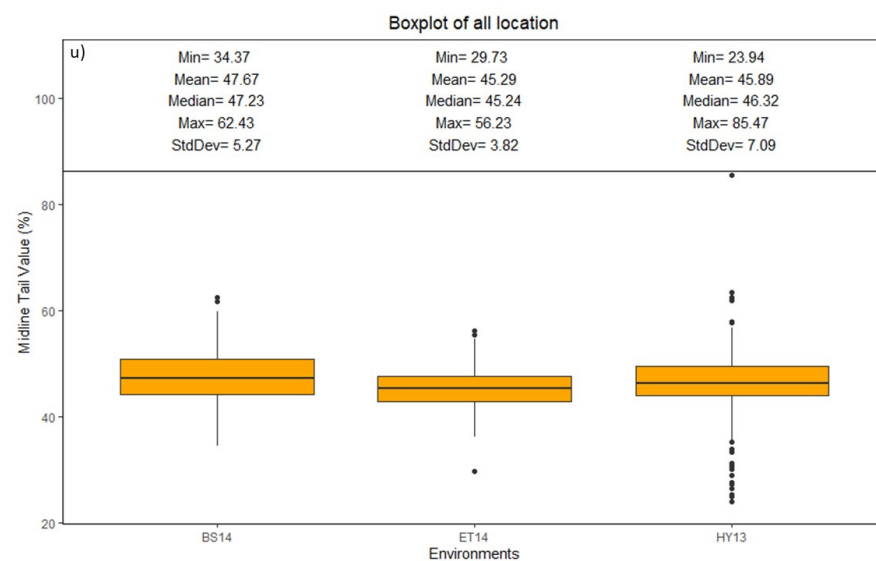 Boxplot of all location
u)
Min= 34.37
Mean= 47.67
Median= 47.23
Max= 62.43
StdDev= 5.27
Min= 29.73
Mean= 45.29
Median= 45.24
Max= 56.23
StdDev= 3.82
Min= 23.94
Mean= 45.89
Median= 46.32
Max= 85.47
StdDev= 7.09
Midline Tail Value (%)
100
80
60
40
20
BS14
ET14
HY13
Environments